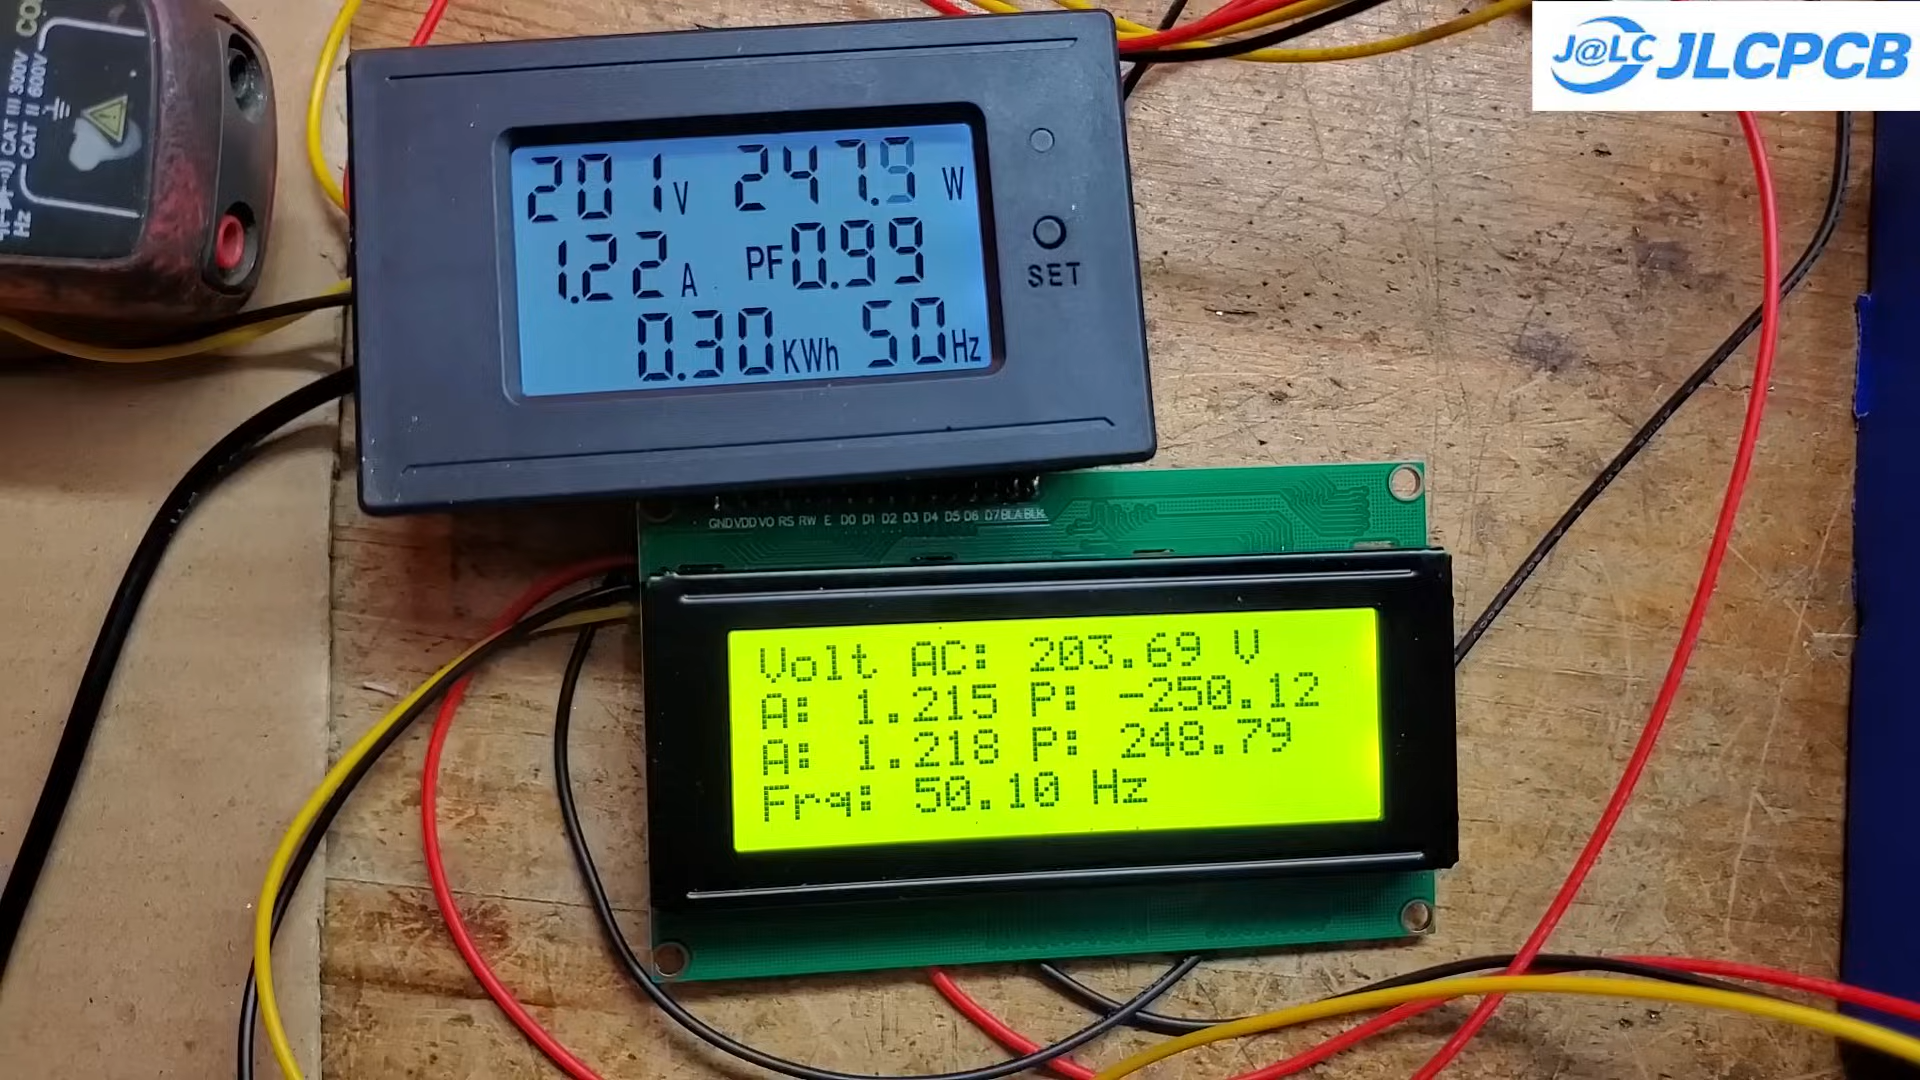 CAT III 300V
CAT II 600V
Hz
J@LC JLCPCB
201V 247.9 W
1.22 A PF 0.99
0.30 KWh 50 Hz
SET
GND VDD VO RS RW E D0 D1 D2 D3 D4 D5 D6 D7 BLA BLK
Volt AC: 203.69 V
A: 1.215 P: -250.12
A: 1.218 P: 248.79
Frq: 50.10 Hz